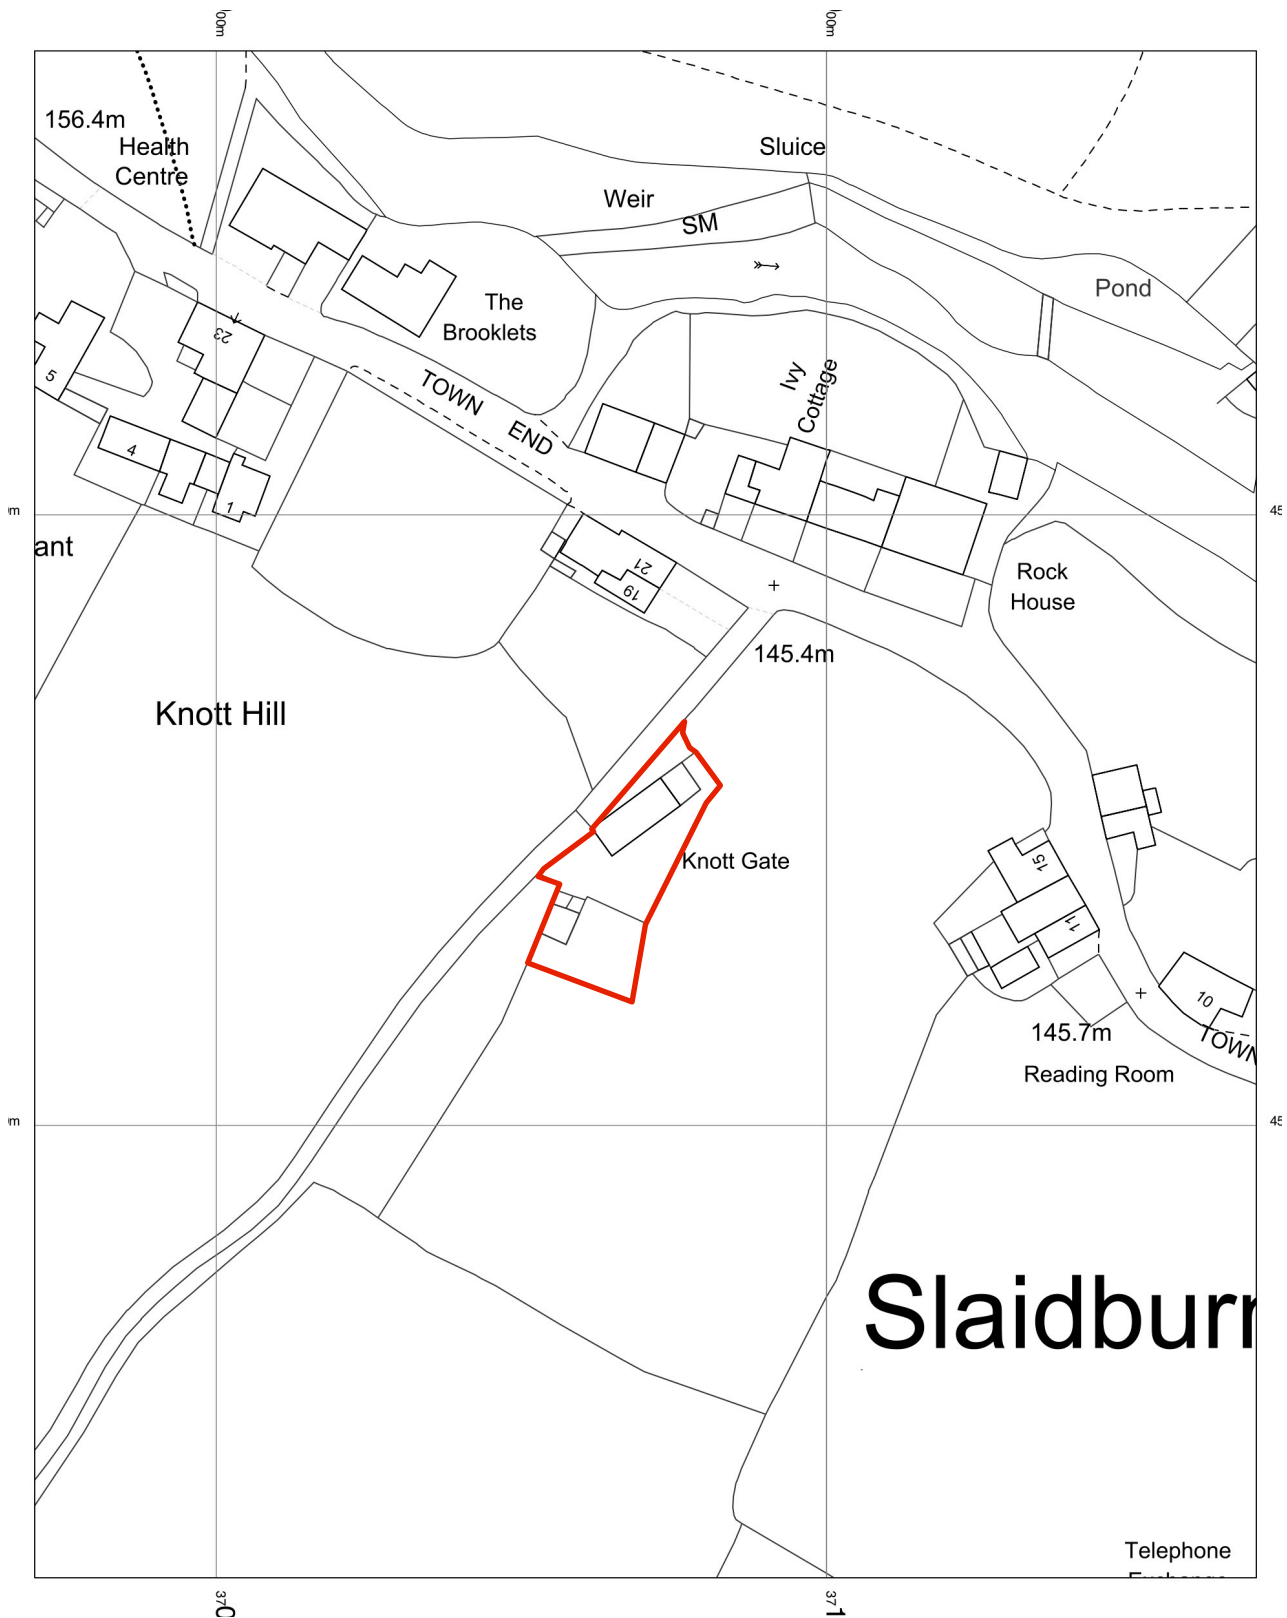 156.4m
Health
Centre
Sluice
Weir
SM
Pond
The
Brooklets
23
5
TOWN
END
Ivy
Cottage
4
1
ant
21
19
Rock
House
145.4m
Knott Hill
Knott Gate
15
11
10
145.7m
TOWN
Reading Room
Slaidburn
Telephone
370
371